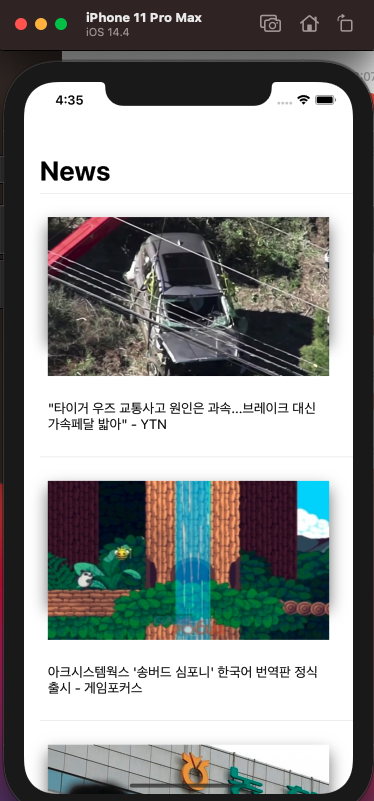 iPhone 11 Pro Max
iOS 14.4
4:35
News
"타이거 우즈 교통사고 원인은 과속...브레이크 대신
가속페달 밟아" - YTN
아크시스템웍스 '송버드 심포니' 한국어 번역판 정식
출시 - 게임포커스